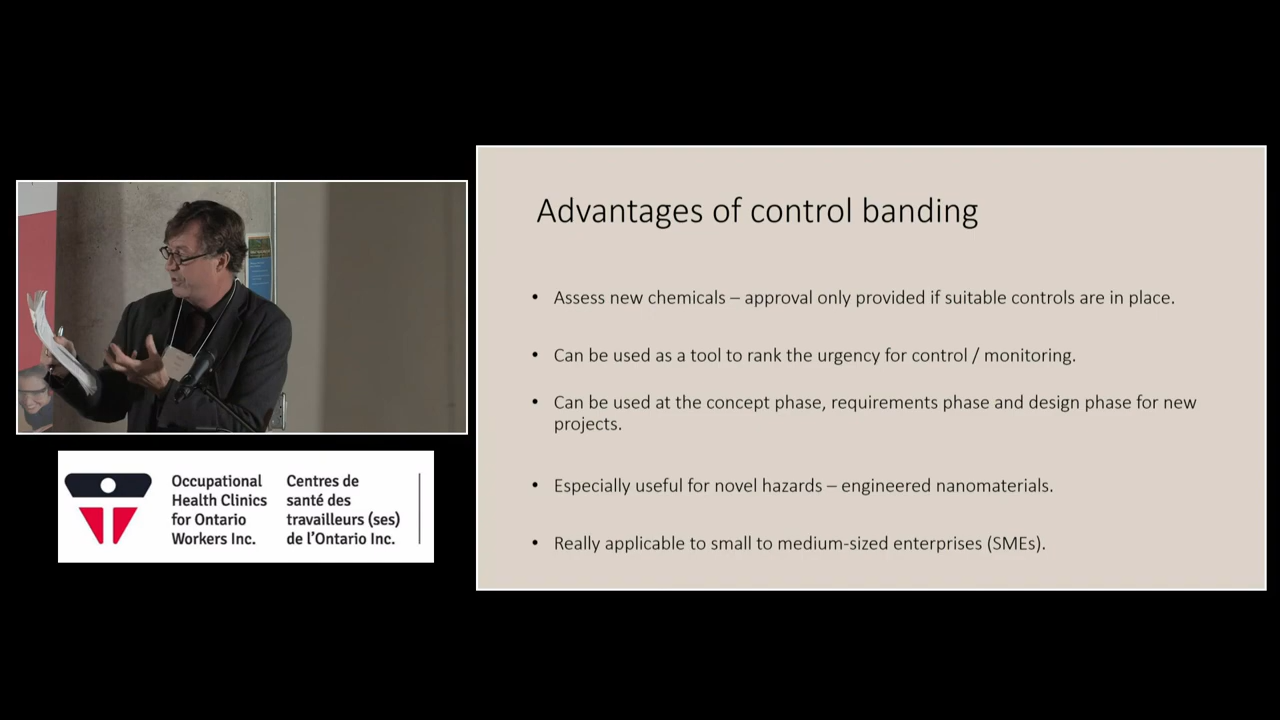 Advantages of control banding
• Assess new chemicals – approval only provided if suitable controls are in place.
• Can be used as a tool to rank the urgency for control / monitoring.
• Can be used at the concept phase, requirements phase and design phase for new
projects.
• Especially useful for novel hazards – engineered nanomaterials.
• Really applicable to small to medium-sized enterprises (SMEs).
Occupational
Health Clinics
for Ontario
Workers Inc.
Centres de
santé des
travailleurs (ses)
de l'Ontario Inc.